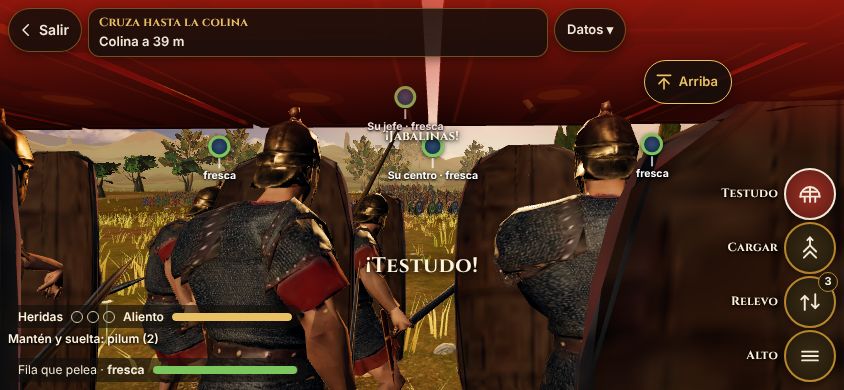 Salir
CRUZA HASTA LA COLINA
Colina a 39 m
Datos ▾
Arriba
Su jefe · fresca
¡JABALINAS!
fresca
Su centro · fresca
fresca
TESTUDO
CARGAR
¡TESTUDO!
3
RELEVO
Heridas
Aliento
Mantén y suelta: pilum (2)
ALTO
Fila que pelea · fresca